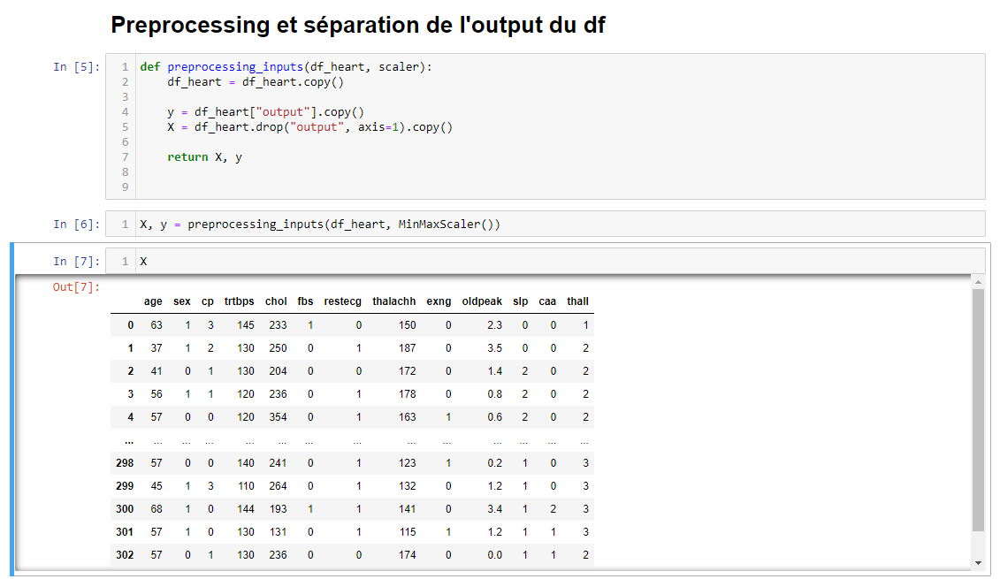 Preprocessing et séparation de l'output du df
In [5]:
1 def preprocessing_inputs(df_heart, scaler):
2     df_heart = df_heart.copy()
3
4     y = df_heart["output"].copy()
5     X = df_heart.drop("output", axis=1).copy()
6
7     return X, y
8
9
In [6]: 1 X, y = preprocessing_inputs(df_heart, MinMaxScaler())
In [7]: 1 X
Out[7]:
age sex cp trtbps chol fbs restecg thalachh exng oldpeak slp caa thall
0 63 1 3 145 233 1 0 150 0 2.3 0 0 1
1 37 1 2 130 250 0 1 187 0 3.5 0 0 2
2 41 0 1 130 204 0 0 172 0 1.4 2 0 2
3 56 1 1 120 236 0 1 178 0 0.8 2 0 2
4 57 0 0 120 354 0 1 163 1 0.6 2 0 2
... ... ... ... ... ... ... ... ... ... ... ... ... ...
298 57 0 0 140 241 0 1 123 1 0.2 1 0 3
299 45 1 3 110 264 0 1 132 0 1.2 1 0 3
300 68 1 0 144 193 1 1 141 0 3.4 1 2 3
301 57 1 0 130 131 0 1 115 1 1.2 1 1 3
302 57 0 1 130 236 0 0 174 0 0.0 1 1 2